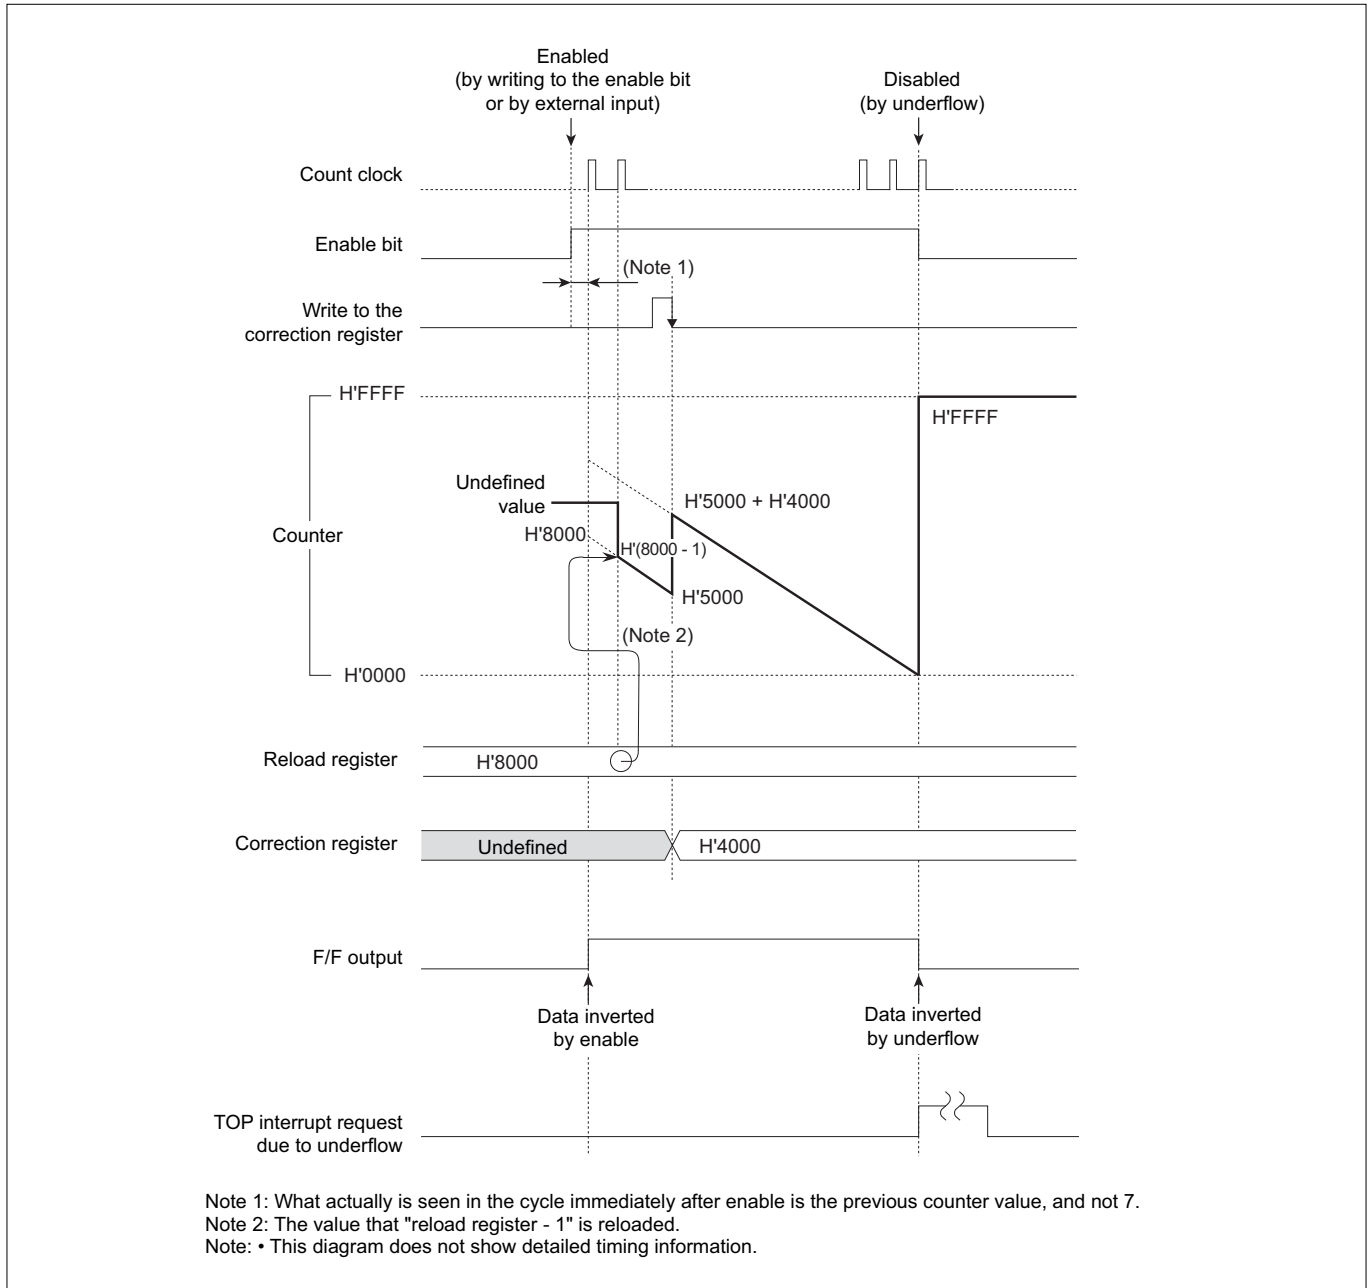 Enabled
(by writing to the enable bit
or by external input)
Disabled
(by underflow)
Count clock
Enable bit
(Note 1)
Write to the
correction register
H'FFFF
H'FFFF
Undefined
value
H'5000 + H'4000
Counter
H'8000
H'(8000 - 1)
H'5000
(Note 2)
H'0000
Reload register
H'8000
Correction register
Undefined
H'4000
F/F output
Data inverted
by enable
Data inverted
by underflow
TOP interrupt request
due to underflow
Note 1: What actually is seen in the cycle immediately after enable is the previous counter value, and not 7.
Note 2: The value that "reload register - 1" is reloaded.
Note: • This diagram does not show detailed timing information.